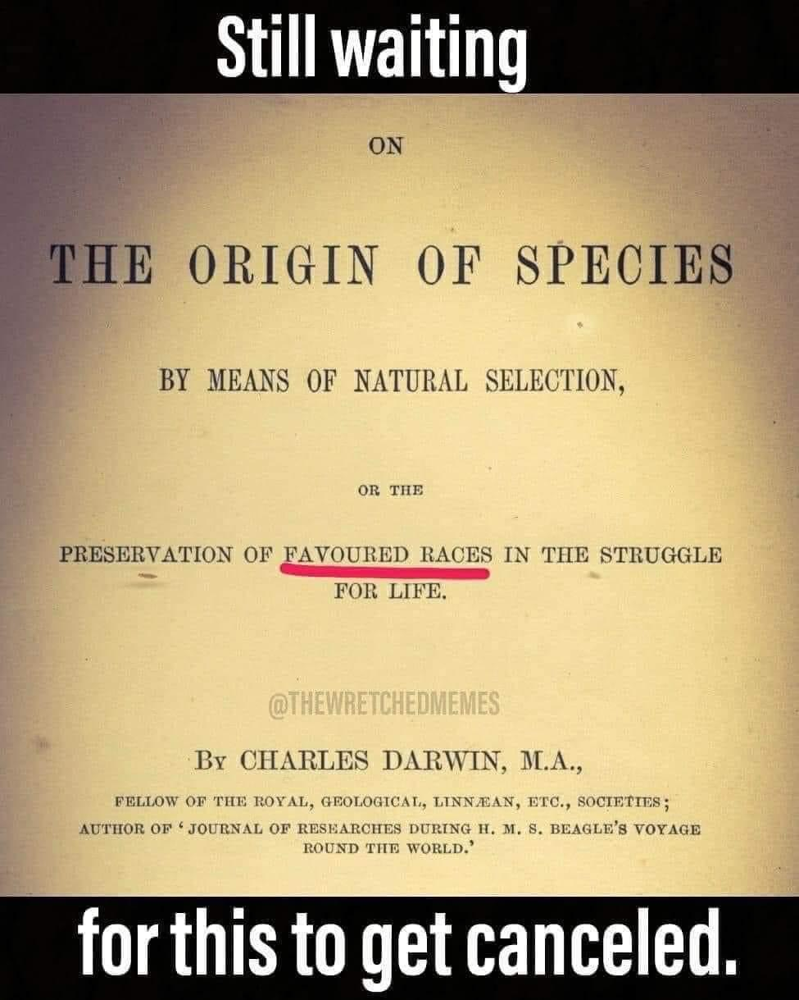 Still waiting
ON
THE ORIGIN OF SPECIES
BY MEANS OF NATURAL SELECTION,
OR THE
PRESERVATION OF FAVOURED RACES IN THE STRUGGLE
FOR LIFE.
@THEWRETCHEDMEMES
By CHARLES DARWIN, M.A.,
FELLOW OF THE ROYAL, GEOLOGICAL, LINNÆAN, ETC., SOCIETIES;
AUTHOR OF ‘JOURNAL OF RESEARCHES DURING H. M. S. BEAGLE’S VOYAGE
ROUND THE WORLD.’
for this to get canceled.